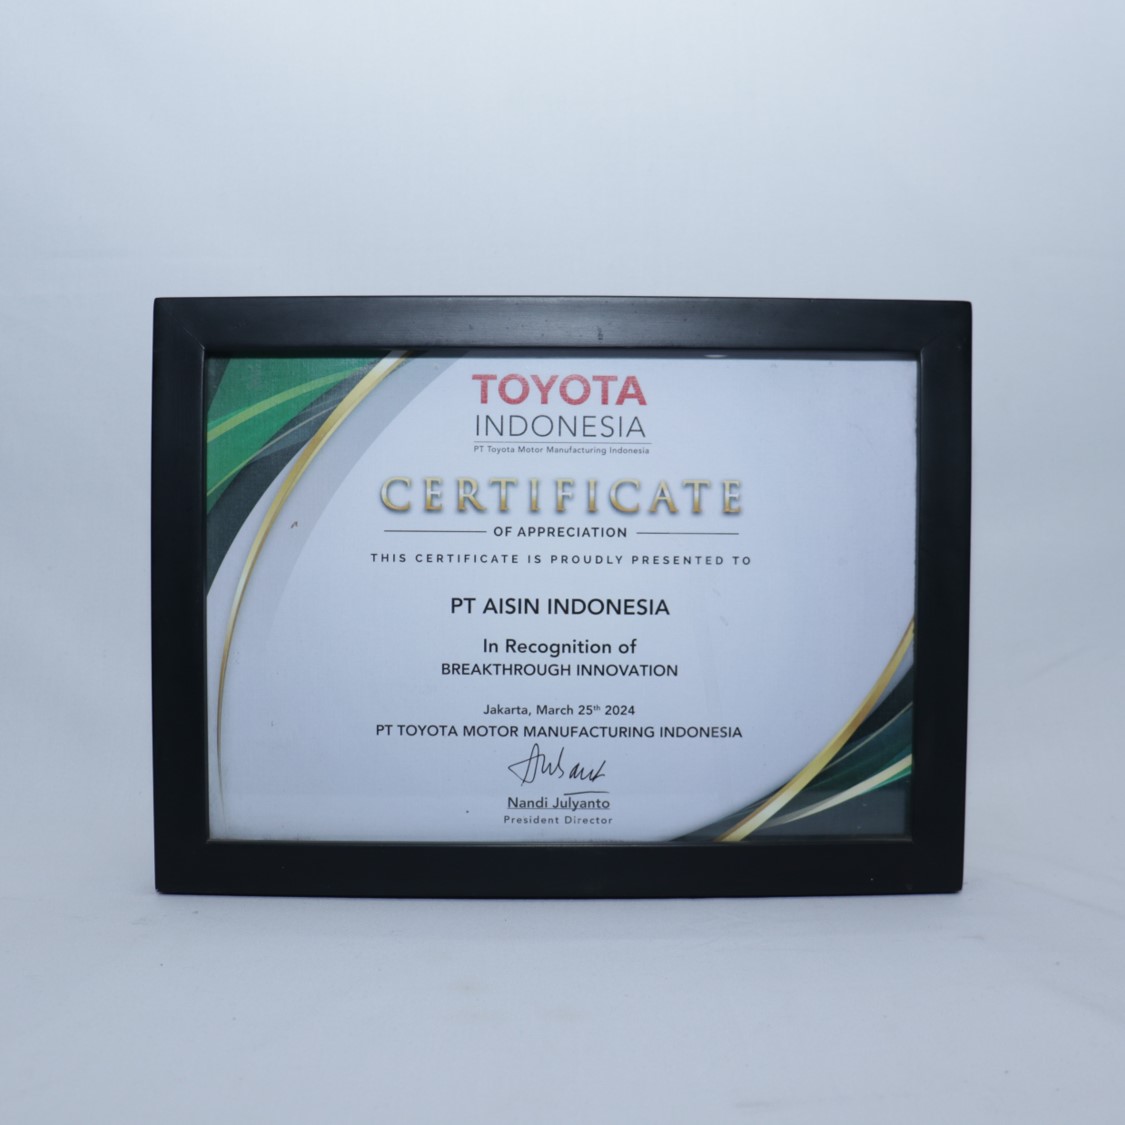 TOYOTA
INDONESIA
PT Toyota Motor Manufacturing Indonesia
CERTIFICATE
OF APPRECIATION
THIS CERTIFICATE IS PROUDLY PRESENTED TO
PT AISIN INDONESIA
In Recognition of
BREAKTHROUGH INNOVATION
Jakarta, March 25th 2024
PT TOYOTA MOTOR MANUFACTURING INDONESIA
Nandi Julyanto
President Director